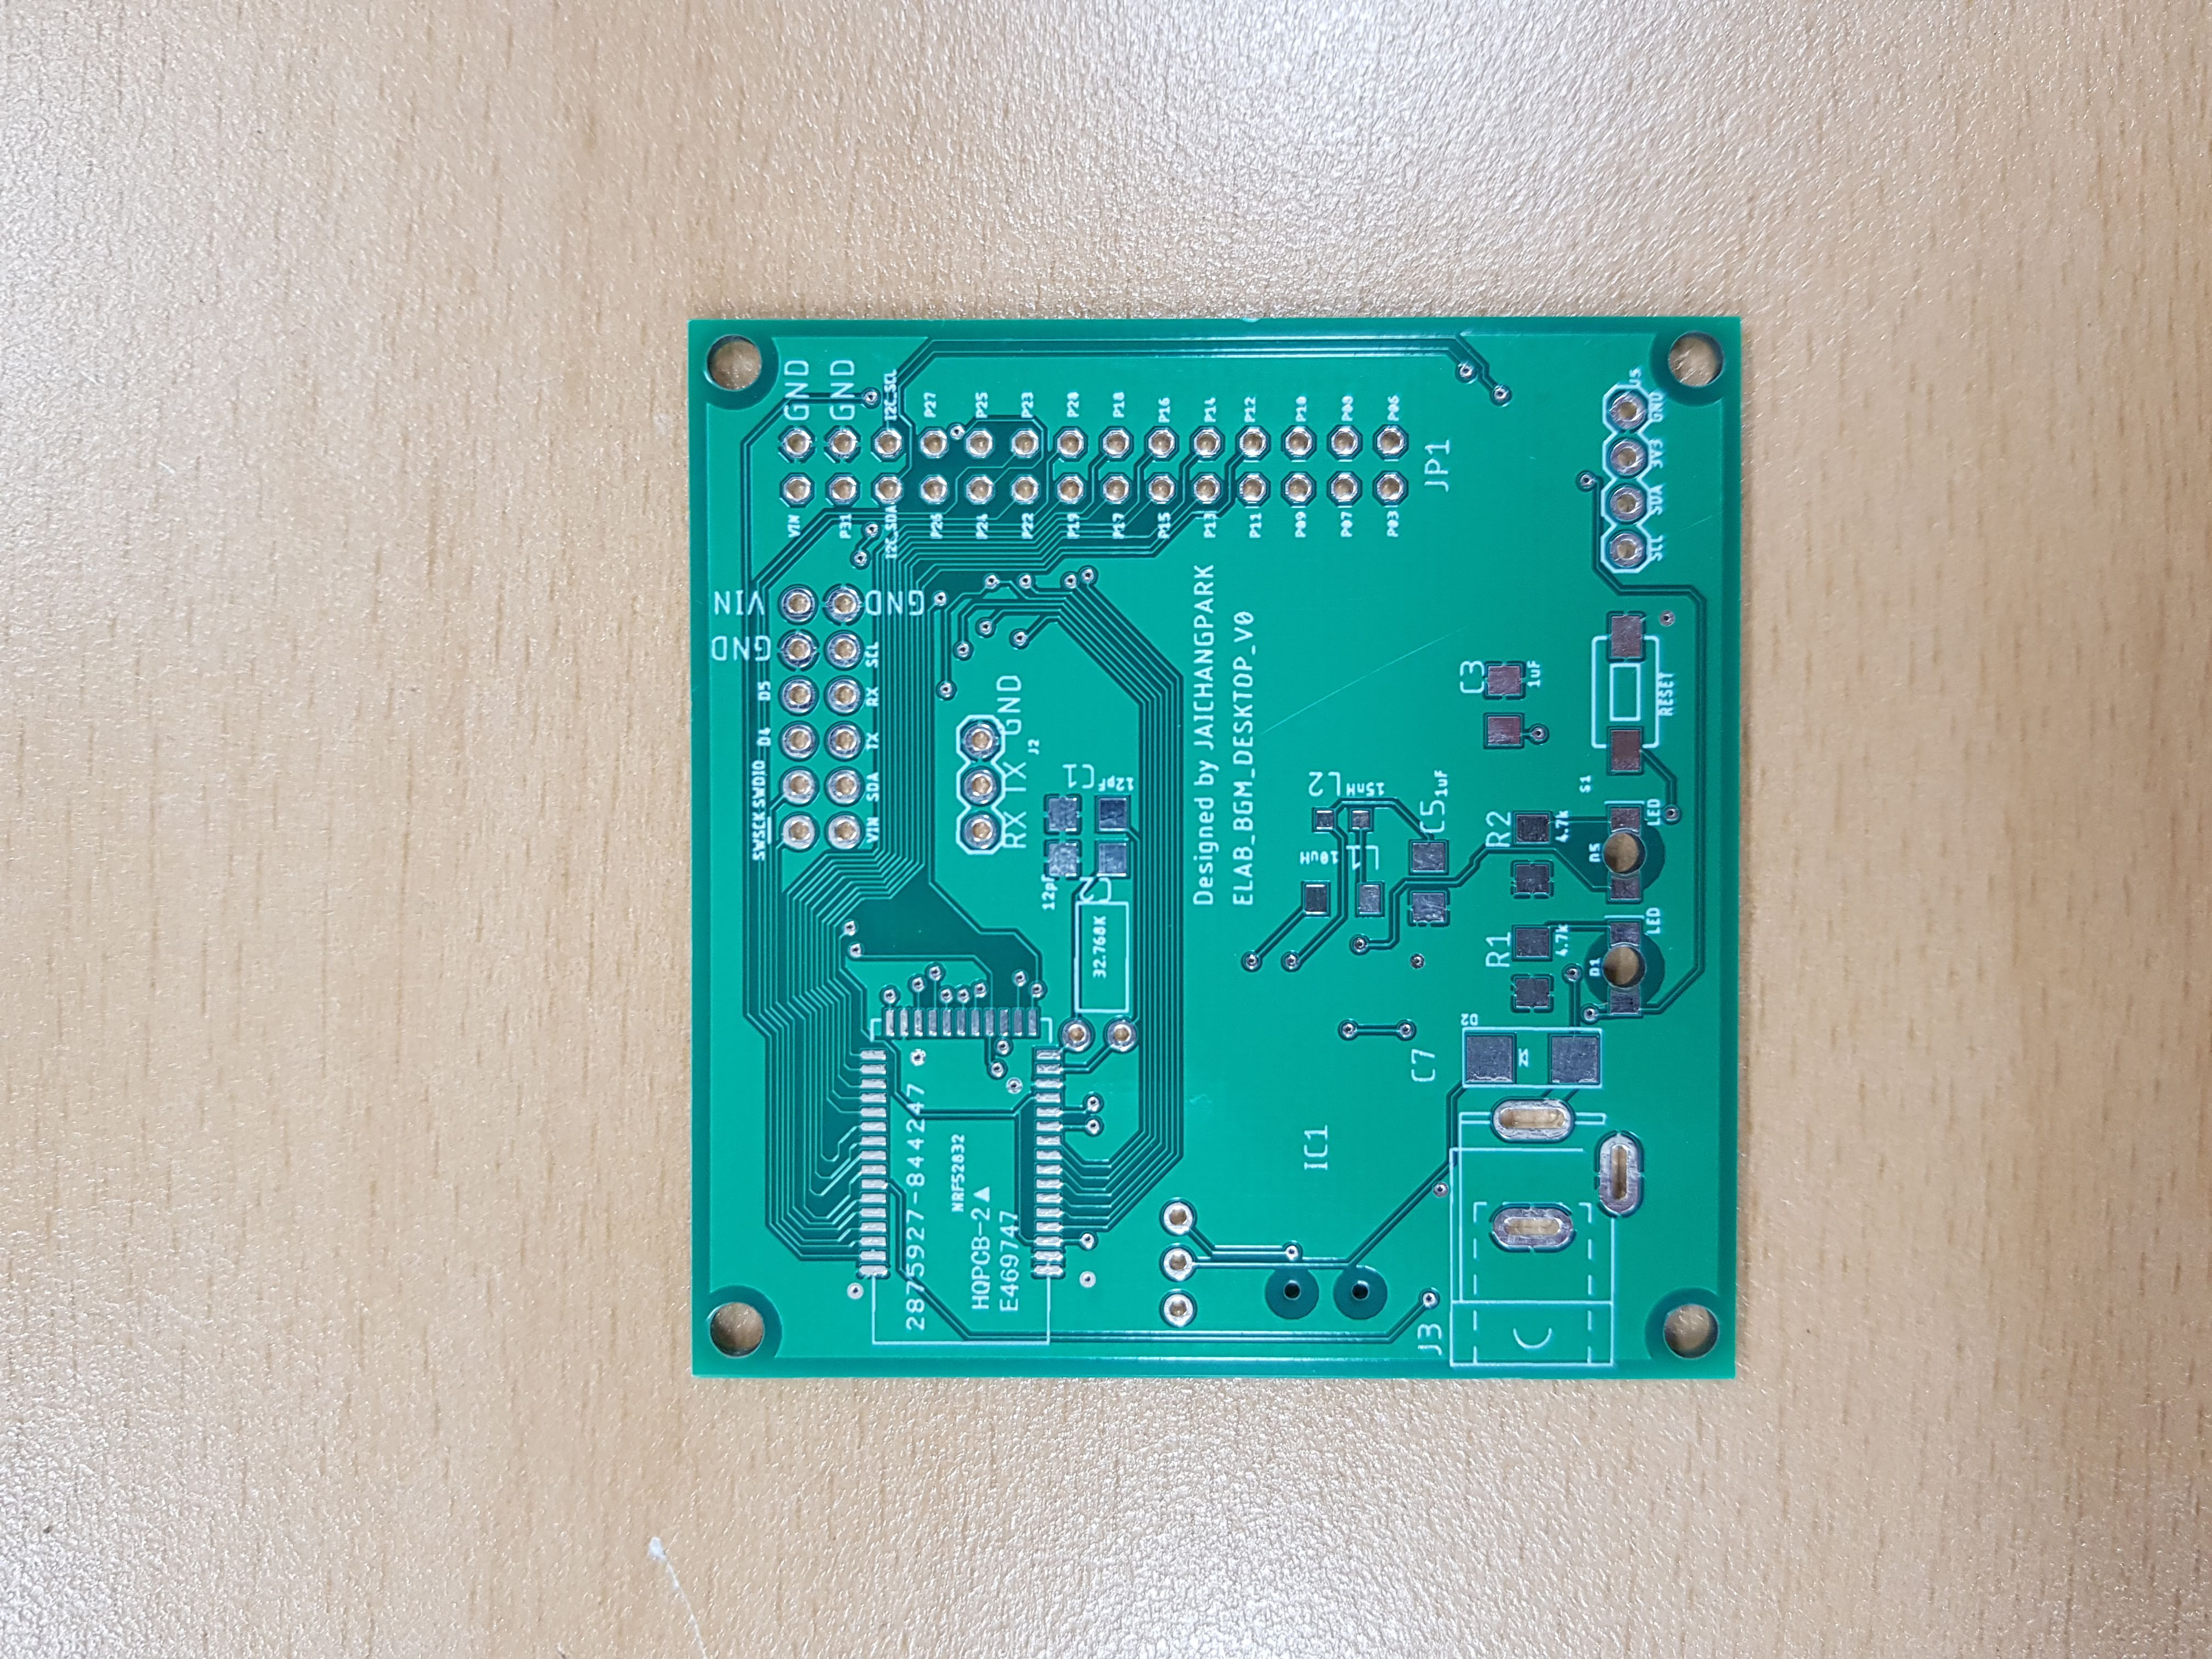 GND
VIN
SWSCK SWDIO D4 D5
VIN SDA TX RX SCL
GND
VIN GND
P31 GND
I2C_SDA I2C_SCL
P26 P27
P24 P25
P22 P23
P19 P20
P17 P18
P15 P16
P13 P14
P11 P12
P09 P10
P07 P08
P03 P06
JP1
2875927-844247
NRF52832
HQPCB-2▲
E469747
RX TX GND
J2
12pF
C1
C2
32.768K
12pF
Designed by JAICHANGPARK
ELAB_BGM_DESKTOP_V0
IC1
10uH
L1
L2
15nH
J3
C7
C5 1uF
D2
R1
4.7k
R2
4.7k
C3
1uF
D1
LED
D5
LED
S1
RESET
J5
SCL SDA 3V3 GND